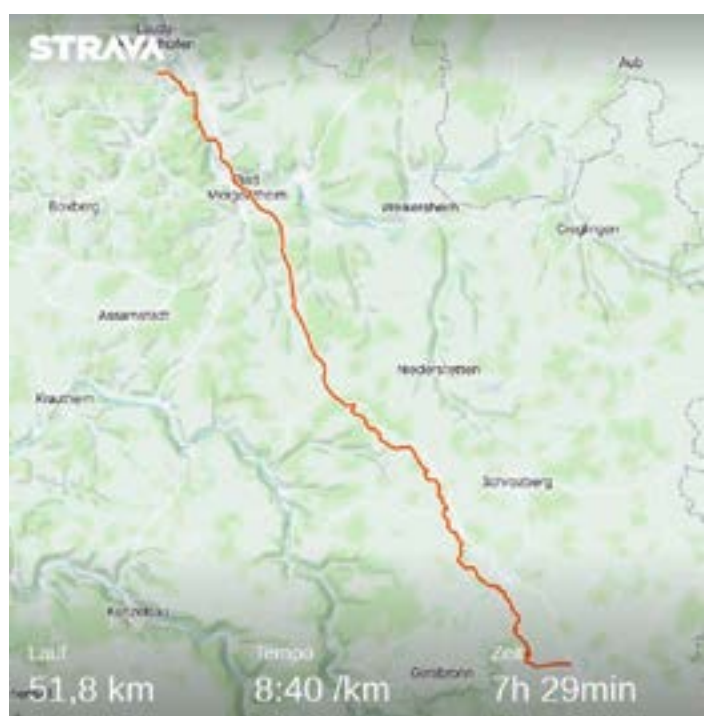 STRAVA
Aub
Bad
Mergentheim
Boxberg
Weikersheim
Creglingen
Assamstadt
Niederstetten
Krautheim
Schrozberg
Künzelsau
Gerabronn
Lauf
Tempo
Zeit
51,8 km
8:40 /km
7h 29min